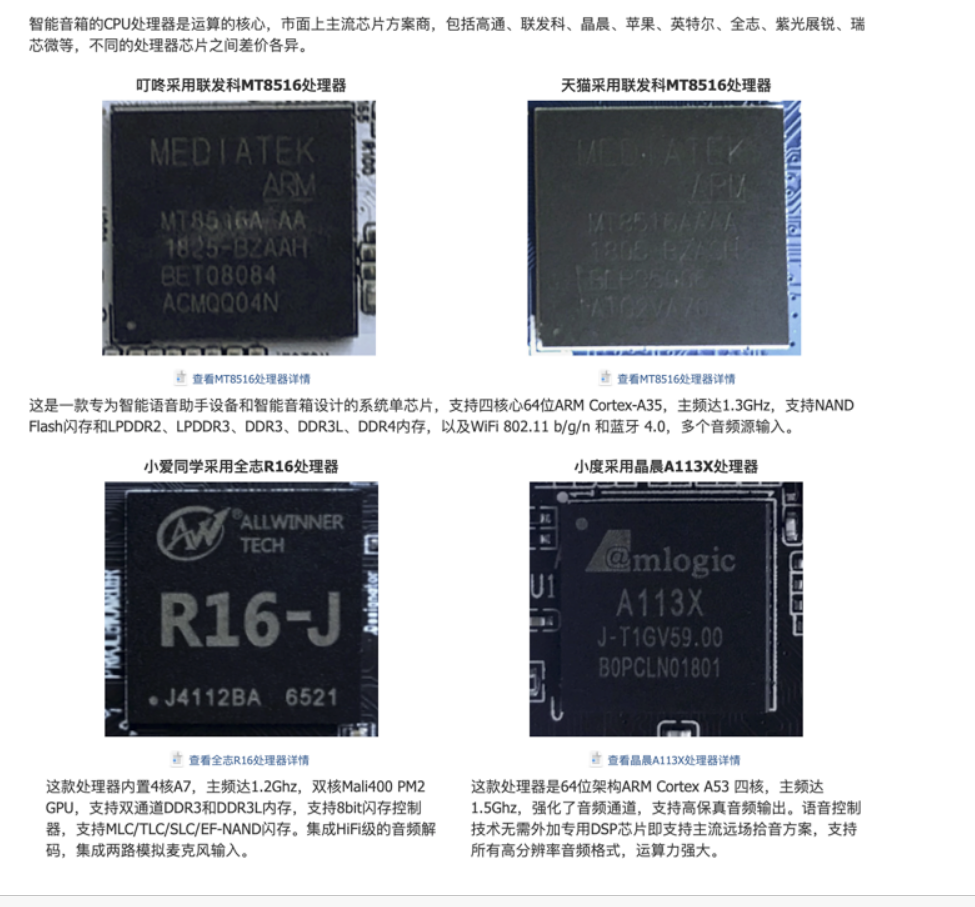 智能音箱的CPU处理器是运算的核心，市面上主流芯片方案商，包括高通、联发科、晶晨、苹果、英特尔、全志、紫光展锐、瑞
芯微等，不同的处理器芯片之间差价各异。
叮咚采用联发科MT8516处理器
天猫采用联发科MT8516处理器
MEDIATEK
ARM
MT8516A AA
1825-BZAAH
BET08084
ACMQQ04N
MEDIATEK
ARM
MT8516AAAA
查看MT8516处理器详情
查看MT8516处理器详情
这是一款专为智能语音助手设备和智能音箱设计的系统单芯片，支持四核心64位ARM Cortex-A35，主频达1.3GHz，支持NAND
Flash闪存和LPDDR2、LPDDR3、DDR3、DDR3L、DDR4内存，以及WiFi 802.11 b/g/n 和蓝牙 4.0，多个音频源输入。
小爱同学采用全志R16处理器
小度采用晶晨A113X处理器
AW ®ALLWINNER
TECH
R16-J
J4112BA 6521
@mlogic
U1
A113X
J-T1GV59.00
B0PCLN01801
查看全志R16处理器详情
查看晶晨A113X处理器详情
这款处理器内置4核A7，主频达1.2Ghz，双核Mali400 PM2
GPU，支持双通道DDR3和DDR3L内存，支持8bit闪存控制
器，支持MLC/TLC/SLC/EF-NAND闪存。集成HiFi级的音频解
码，集成两路模拟麦克风输入。
这款处理器是64位架构ARM Cortex A53 四核，主频达
1.5Ghz，强化了音频通道，支持高保真音频输出。语音控制
技术无需外加专用DSP芯片即支持主流远场拾音方案，支持
所有高分辨率音频格式，运算力强大。